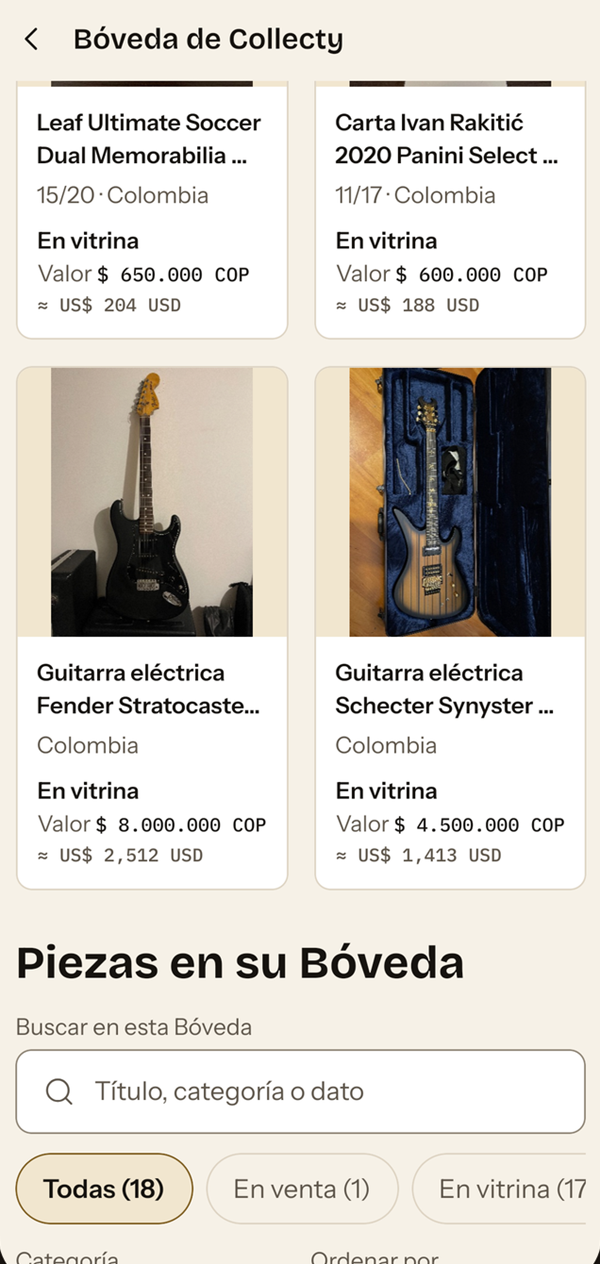 Bóveda de Collecty
Leaf Ultimate Soccer
Dual Memorabilia ...
15/20 · Colombia
En vitrina
Valor $ 650.000 COP
≈ US$ 204 USD
Carta Ivan Rakitić
2020 Panini Select ...
11/17 · Colombia
En vitrina
Valor $ 600.000 COP
≈ US$ 188 USD
Guitarra eléctrica
Fender Stratocaste...
Colombia
En vitrina
Valor $ 8.000.000 COP
≈ US$ 2,512 USD
Guitarra eléctrica
Schecter Synyster ...
Colombia
En vitrina
Valor $ 4.500.000 COP
≈ US$ 1,413 USD
Piezas en su Bóveda
Buscar en esta Bóveda
Título, categoría o dato
Todas (18)
En venta (1)
En vitrina (17
Categoría
Ordenar por